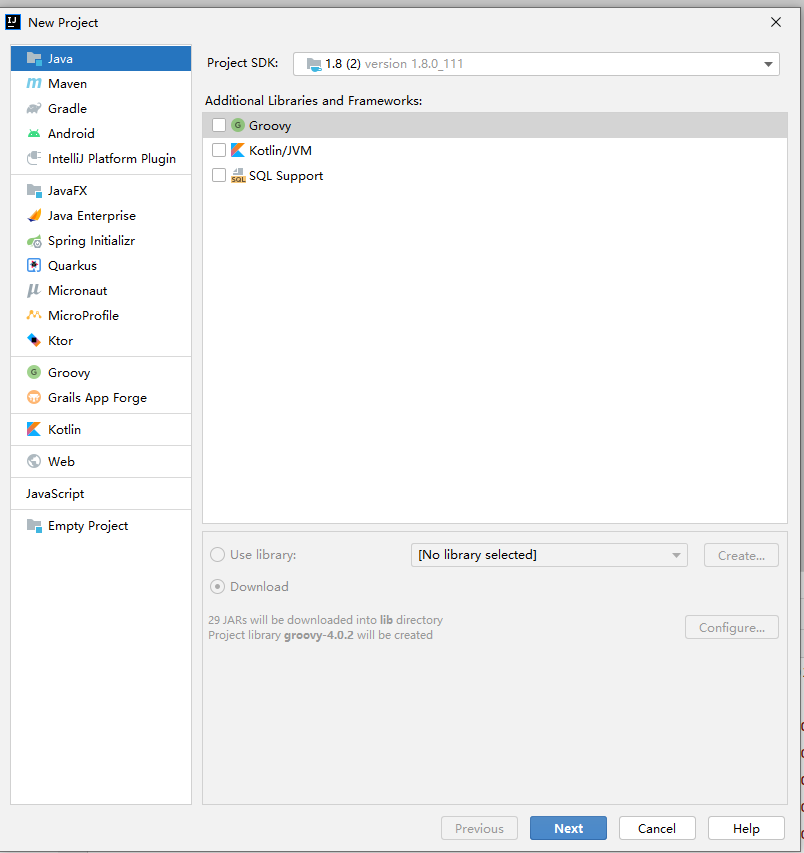 New Project
Java
Maven
Gradle
Android
IntelliJ Platform Plugin
JavaFX
Java Enterprise
Spring Initializr
Quarkus
Micronaut
MicroProfile
Ktor
Groovy
Grails App Forge
Kotlin
Web
JavaScript
Empty Project
Project SDK: 1.8 (2) version 1.8.0_111
Additional Libraries and Frameworks:
Groovy
Kotlin/JVM
SQL Support
Use library: [No library selected] Create...
Download
29 JARs will be downloaded into lib directory
Project library groovy-4.0.2 will be created
Configure...
Previous Next Cancel Help